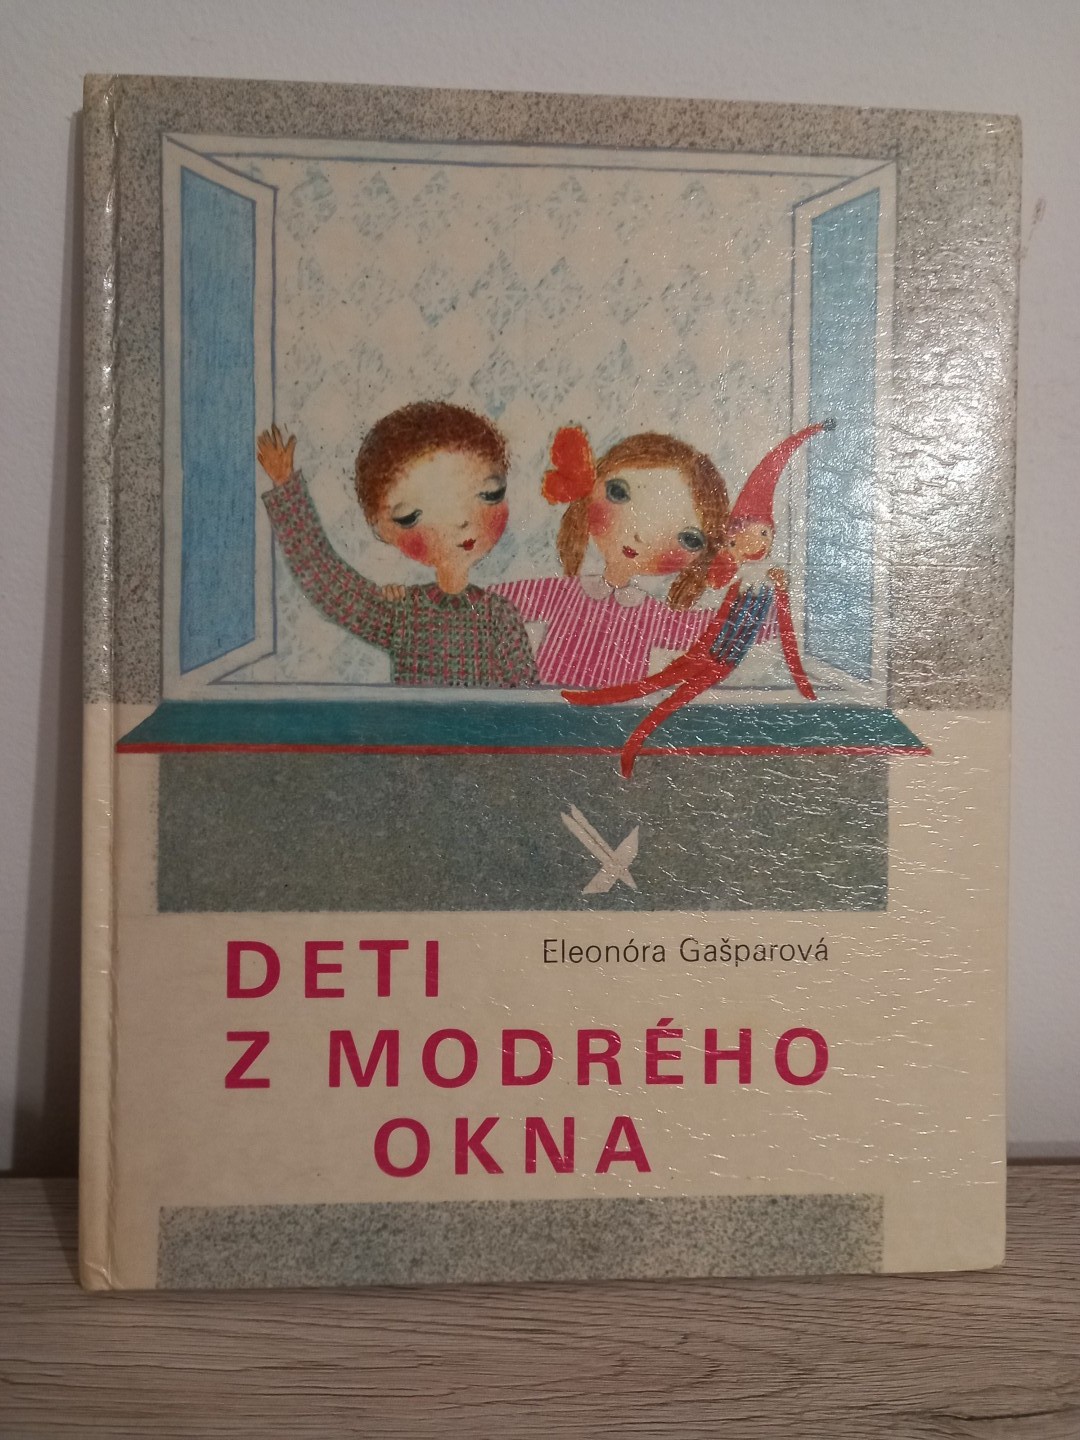 DETI
Eleonóra Gašparová
Z MODRÉHO
OKNA